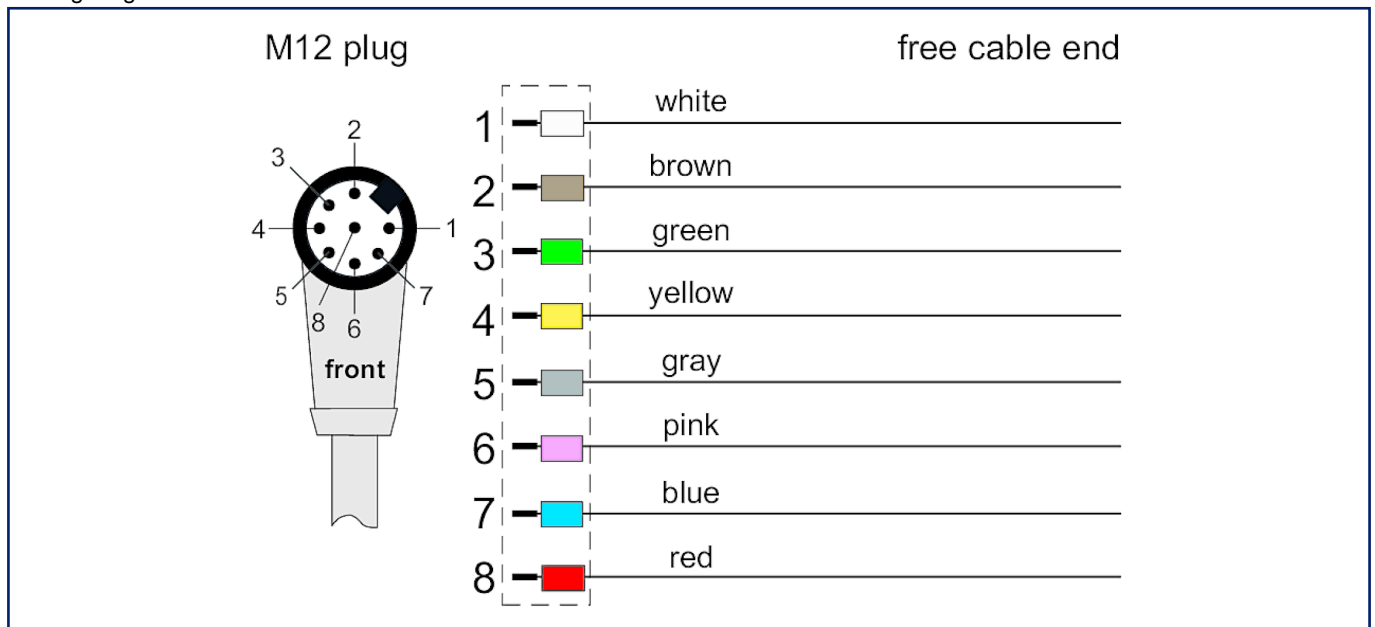 M12 plug
free cable end
2
3
4
1
5
8
6
7
front
1 white
2 brown
3 green
4 yellow
5 gray
6 pink
7 blue
8 red